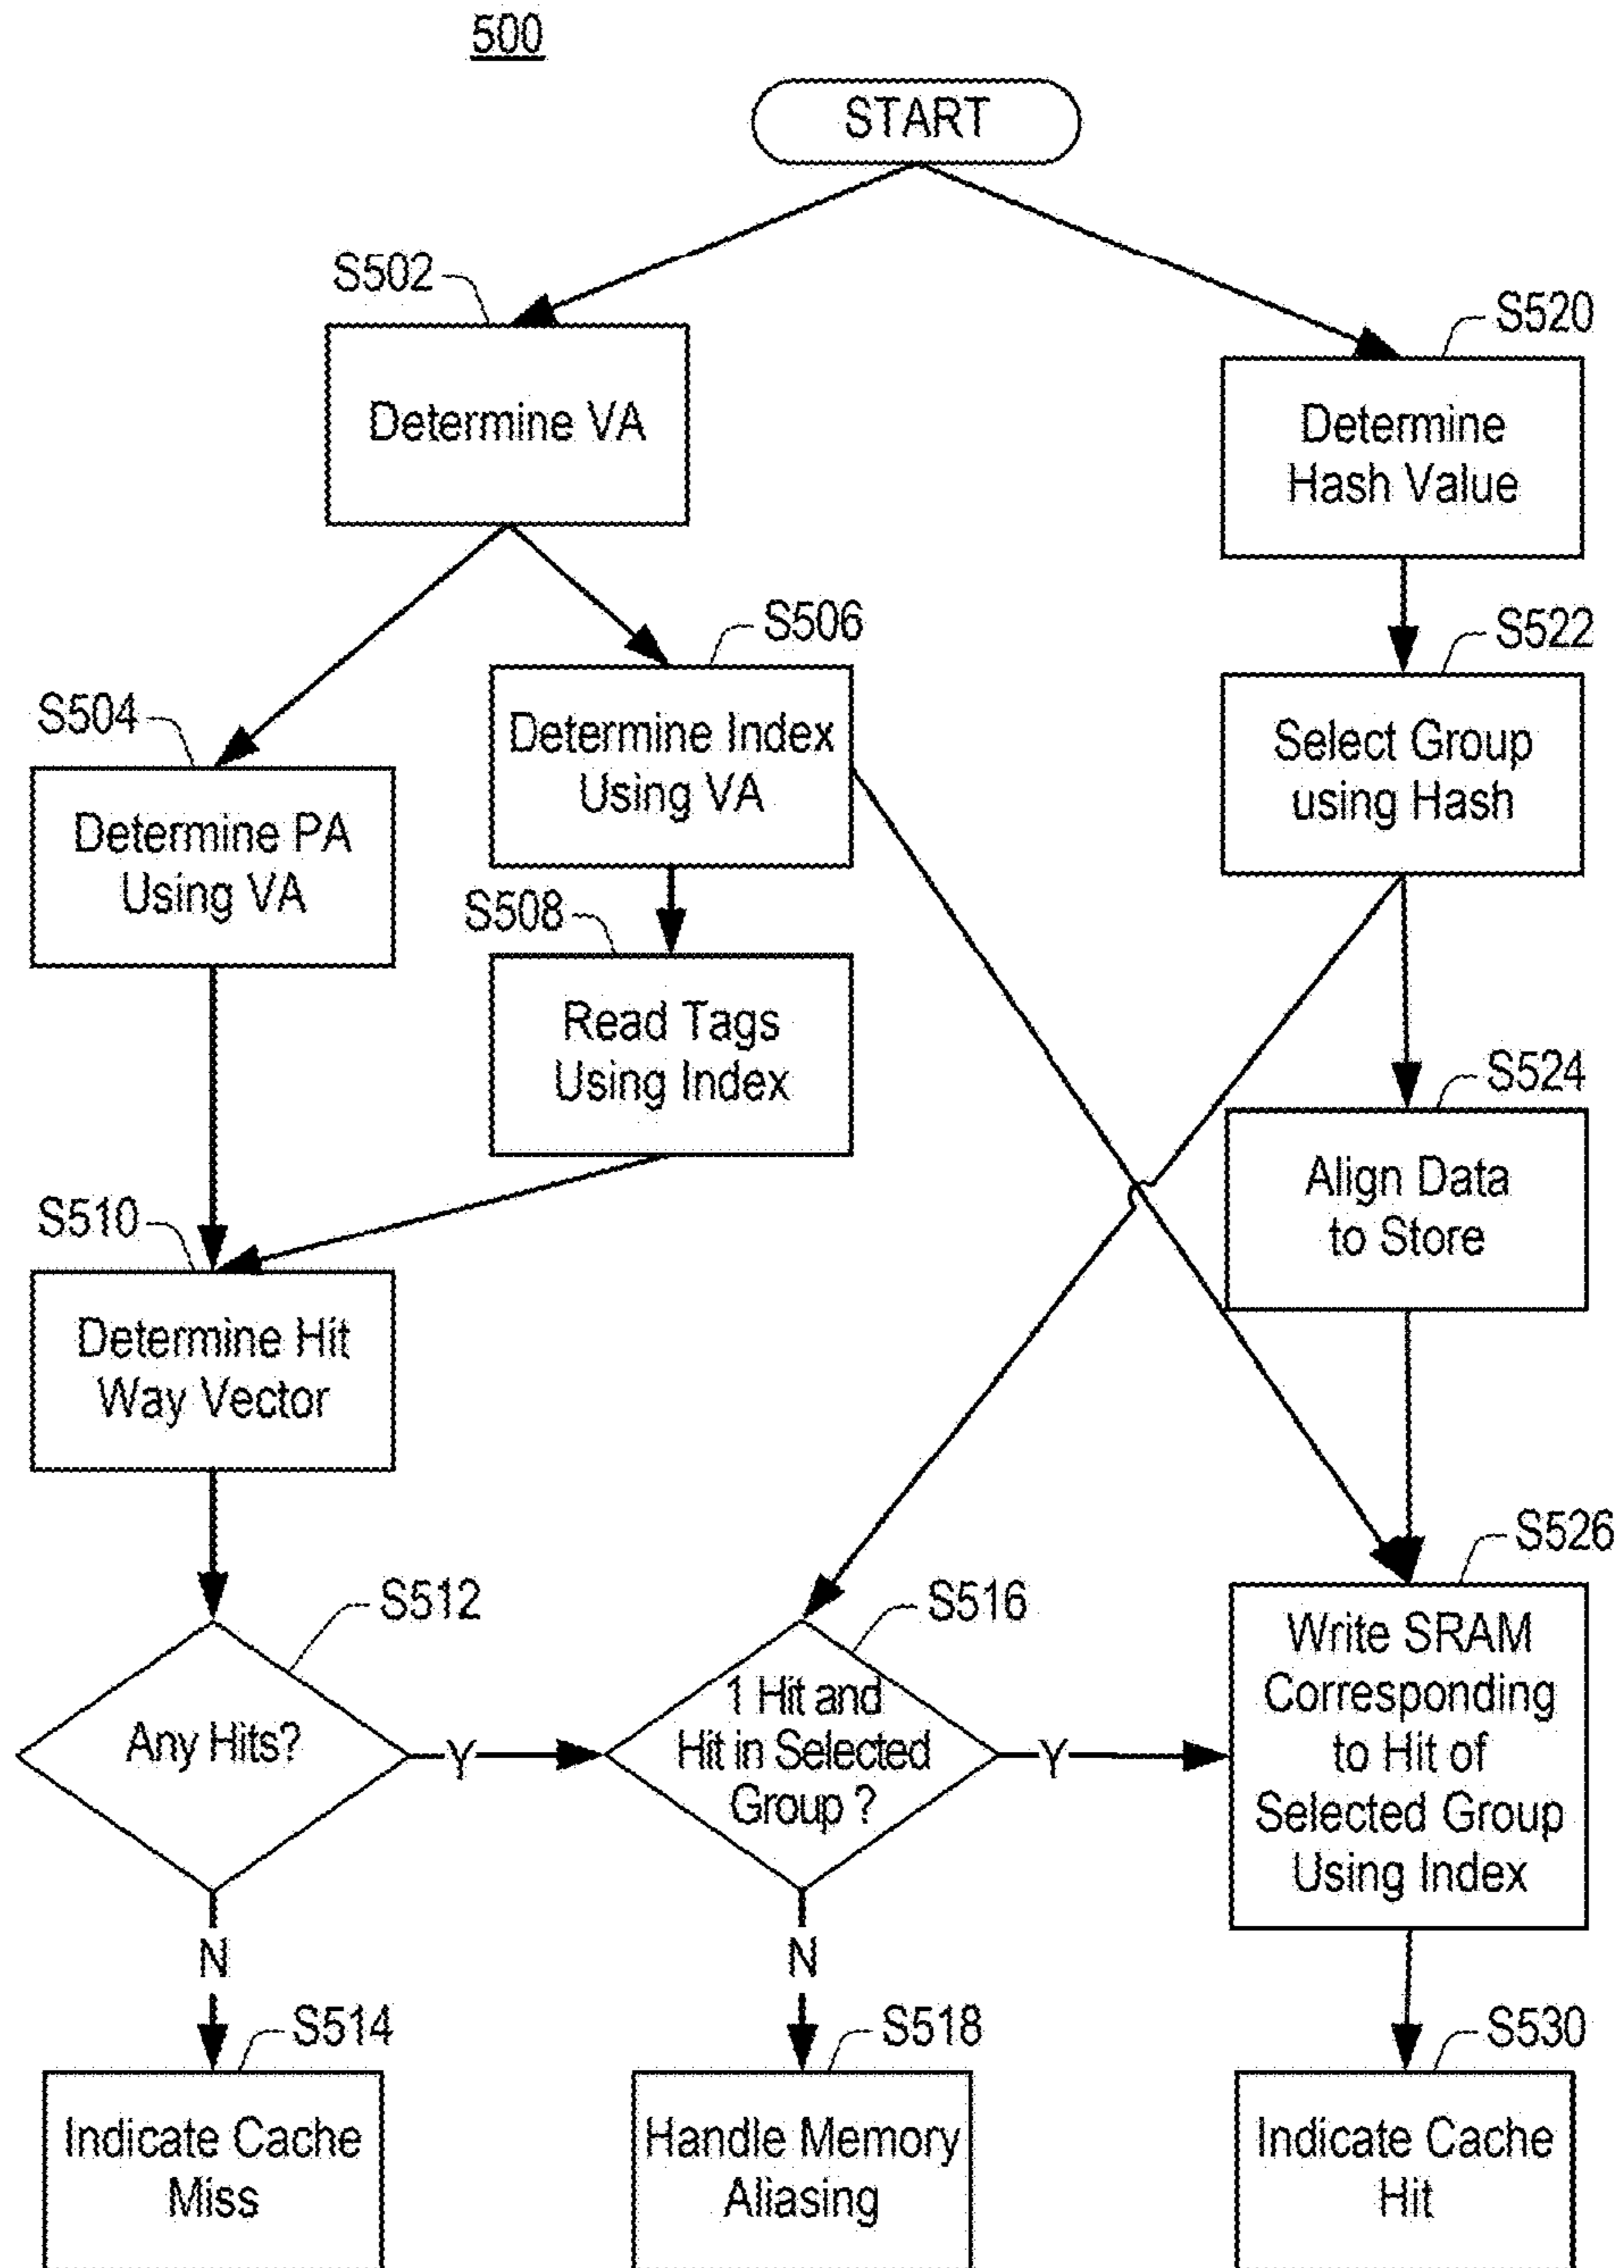 500
START
S502
Determine VA
S520
Determine
Hash Value
S504
Determine PA
Using VA
S506
Determine Index
Using VA
S522
Select Group
using Hash
S508
Read Tags
Using Index
S524
Align Data
to Store
S510
Determine Hit
Way Vector
S512
Any Hits?
Y
N
S516
1 Hit and
Hit in Selected
Group ?
Y
N
S526
Write SRAM
Corresponding
to Hit of
Selected Group
Using Index
S514
Indicate Cache
Miss
S518
Handle Memory
Aliasing
S530
Indicate Cache
Hit